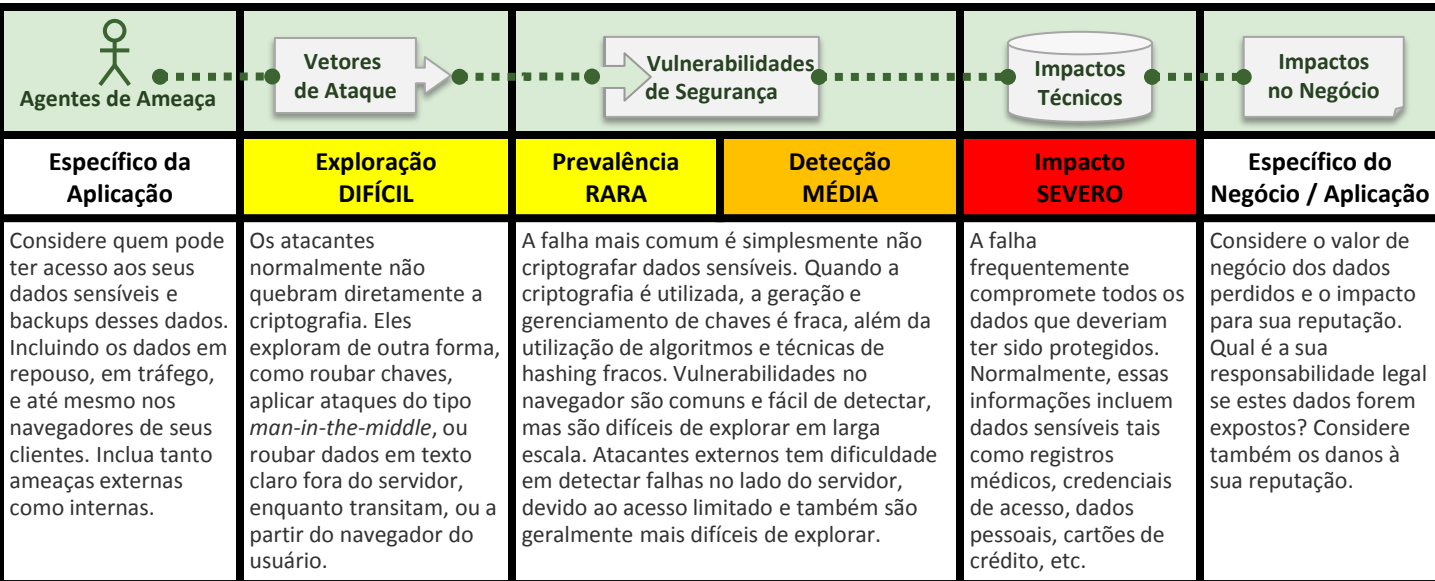 Agentes de Ameaça
Vetores
de Ataque
Vulnerabilidades
de Segurança
Impactos
Técnicos
Impactos
no Negócio
Específico da
Aplicação
Exploração
DIFÍCIL
Prevalência
RARA
Detecção
MÉDIA
Impacto
SEVERO
Específico do
Negócio / Aplicação
Considere quem pode
ter acesso aos seus
dados sensíveis e
backups desses dados.
Incluindo os dados em
repouso, em tráfego,
e até mesmo nos
navegadores de seus
clientes. Inclua tanto
ameaças externas
como internas.
Os atacantes
normalmente não
quebram diretamente a
criptografia. Eles
exploram de outra forma,
como roubar chaves,
aplicar ataques do tipo
man-in-the-middle, ou
roubar dados em texto
claro fora do servidor,
enquanto transitam, ou a
partir do navegador do
usuário.
A falha mais comum é simplesmente não
criptografar dados sensíveis. Quando a
criptografia é utilizada, a geração e
gerenciamento de chaves é fraca, além da
utilização de algoritmos e técnicas de
hashing fracos. Vulnerabilidades no
navegador são comuns e fácil de detectar,
mas são difíceis de explorar em larga
escala. Atacantes externos tem dificuldade
em detectar falhas no lado do servidor,
devido ao acesso limitado e também são
geralmente mais difíceis de explorar.
A falha
frequentemente
compromete todos os
dados que deveriam
ter sido protegidos.
Normalmente, essas
informações incluem
dados sensíveis tais
como registros
médicos, credenciais
de acesso, dados
pessoais, cartões de
crédito, etc.
Considere o valor de
negócio dos dados
perdidos e o impacto
para sua reputação.
Qual é a sua
responsabilidade legal
se estes dados forem
expostos? Considere
também os danos à
sua reputação.